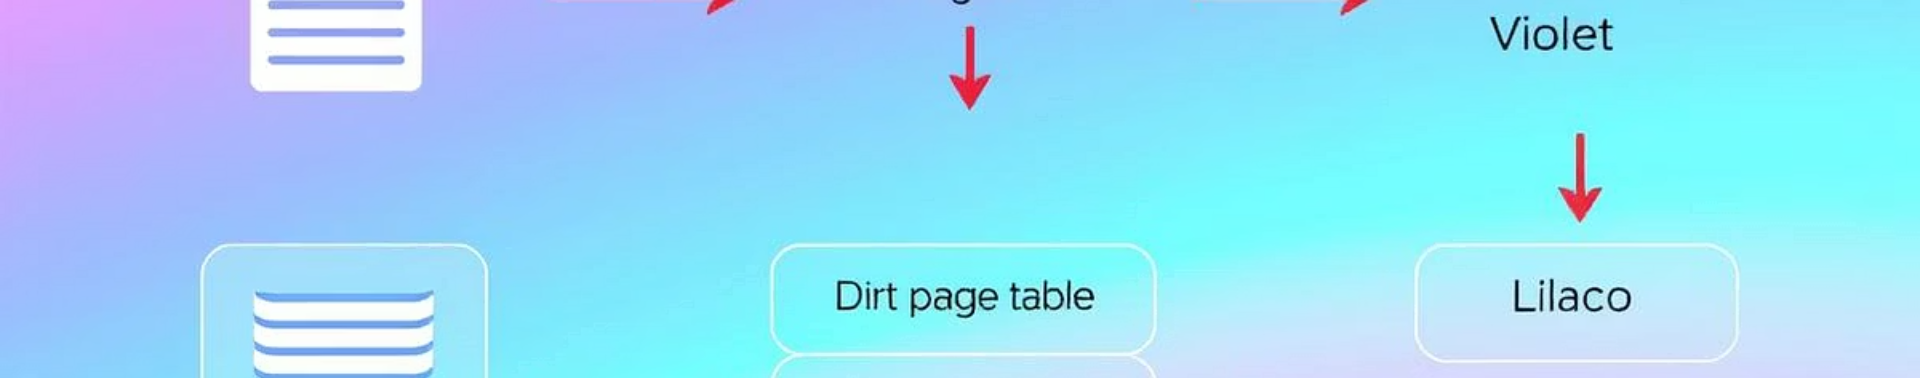 Violet
Dirt page table
Lilaco